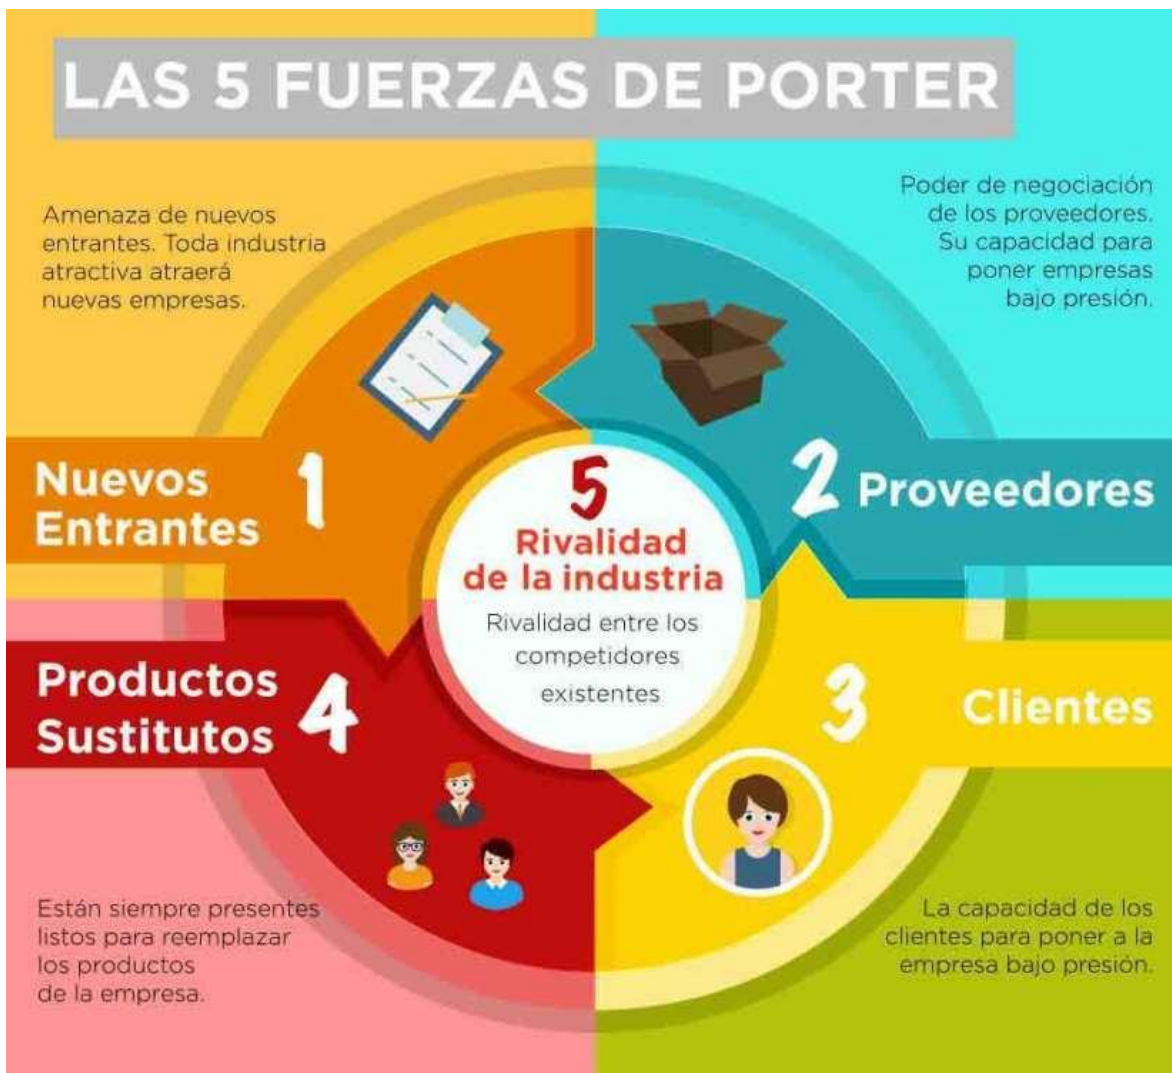 LAS 5 FUERZAS DE PORTER
Amenaza de nuevos
entrantes. Toda industria
atractiva atraerá
nuevas empresas.
Poder de negociación
de los proveedores.
Su capacidad para
poner empresas
bajo presión.
Nuevos
Entrantes
1
2
Proveedores
5
Rivalidad
de la industria
Rivalidad entre los
competidores
existentes
Productos
Sustitutos
4
3
Clientes
Están siempre presentes
listos para reemplazar
los productos
de la empresa.
La capacidad de los
clientes para poner a la
empresa bajo presión.